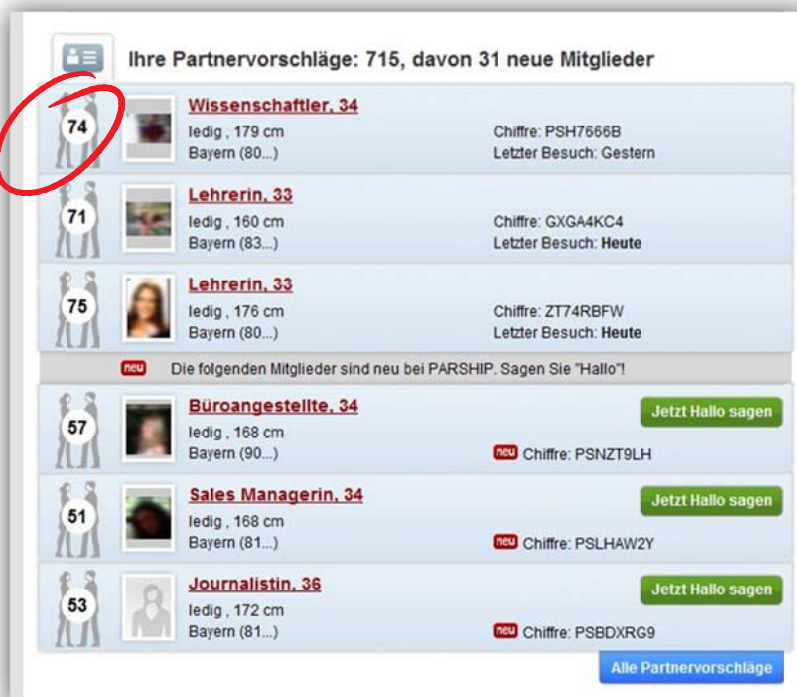 Ihre Partnervorschläge: 715, davon 31 neue Mitglieder
74
Wissenschaftler, 34
ledig , 179 cm
Chiffre: PSH7666B
Bayern (80...)
Letzter Besuch: Gestern
71
Lehrerin, 33
ledig , 160 cm
Chiffre: GXGA4KC4
Bayern (83...)
Letzter Besuch: Heute
75
Lehrerin, 33
ledig , 176 cm
Chiffre: ZT74RBFW
Bayern (80...)
Letzter Besuch: Heute
neu Die folgenden Mitglieder sind neu bei PARSHIP. Sagen Sie "Hallo"!
57
Büroangestellte, 34
Jetzt Hallo sagen
ledig , 168 cm
Bayern (90...)
neu Chiffre: PSNZT9LH
51
Sales Managerin, 34
Jetzt Hallo sagen
ledig , 168 cm
Bayern (81...)
neu Chiffre: PSLHAW2Y
53
Journalistin, 36
Jetzt Hallo sagen
ledig , 172 cm
Bayern (81...)
neu Chiffre: PSBDXRG9
Alle Partnervorschläge